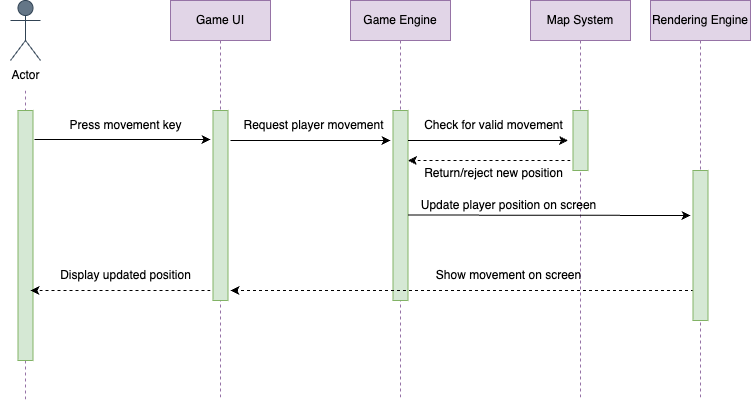 Game UI
Game Engine
Map System
Rendering Engine
Actor
Press movement key
Request player movement
Check for valid movement
Return/reject new position
Update player position on screen
Display updated position
Show movement on screen